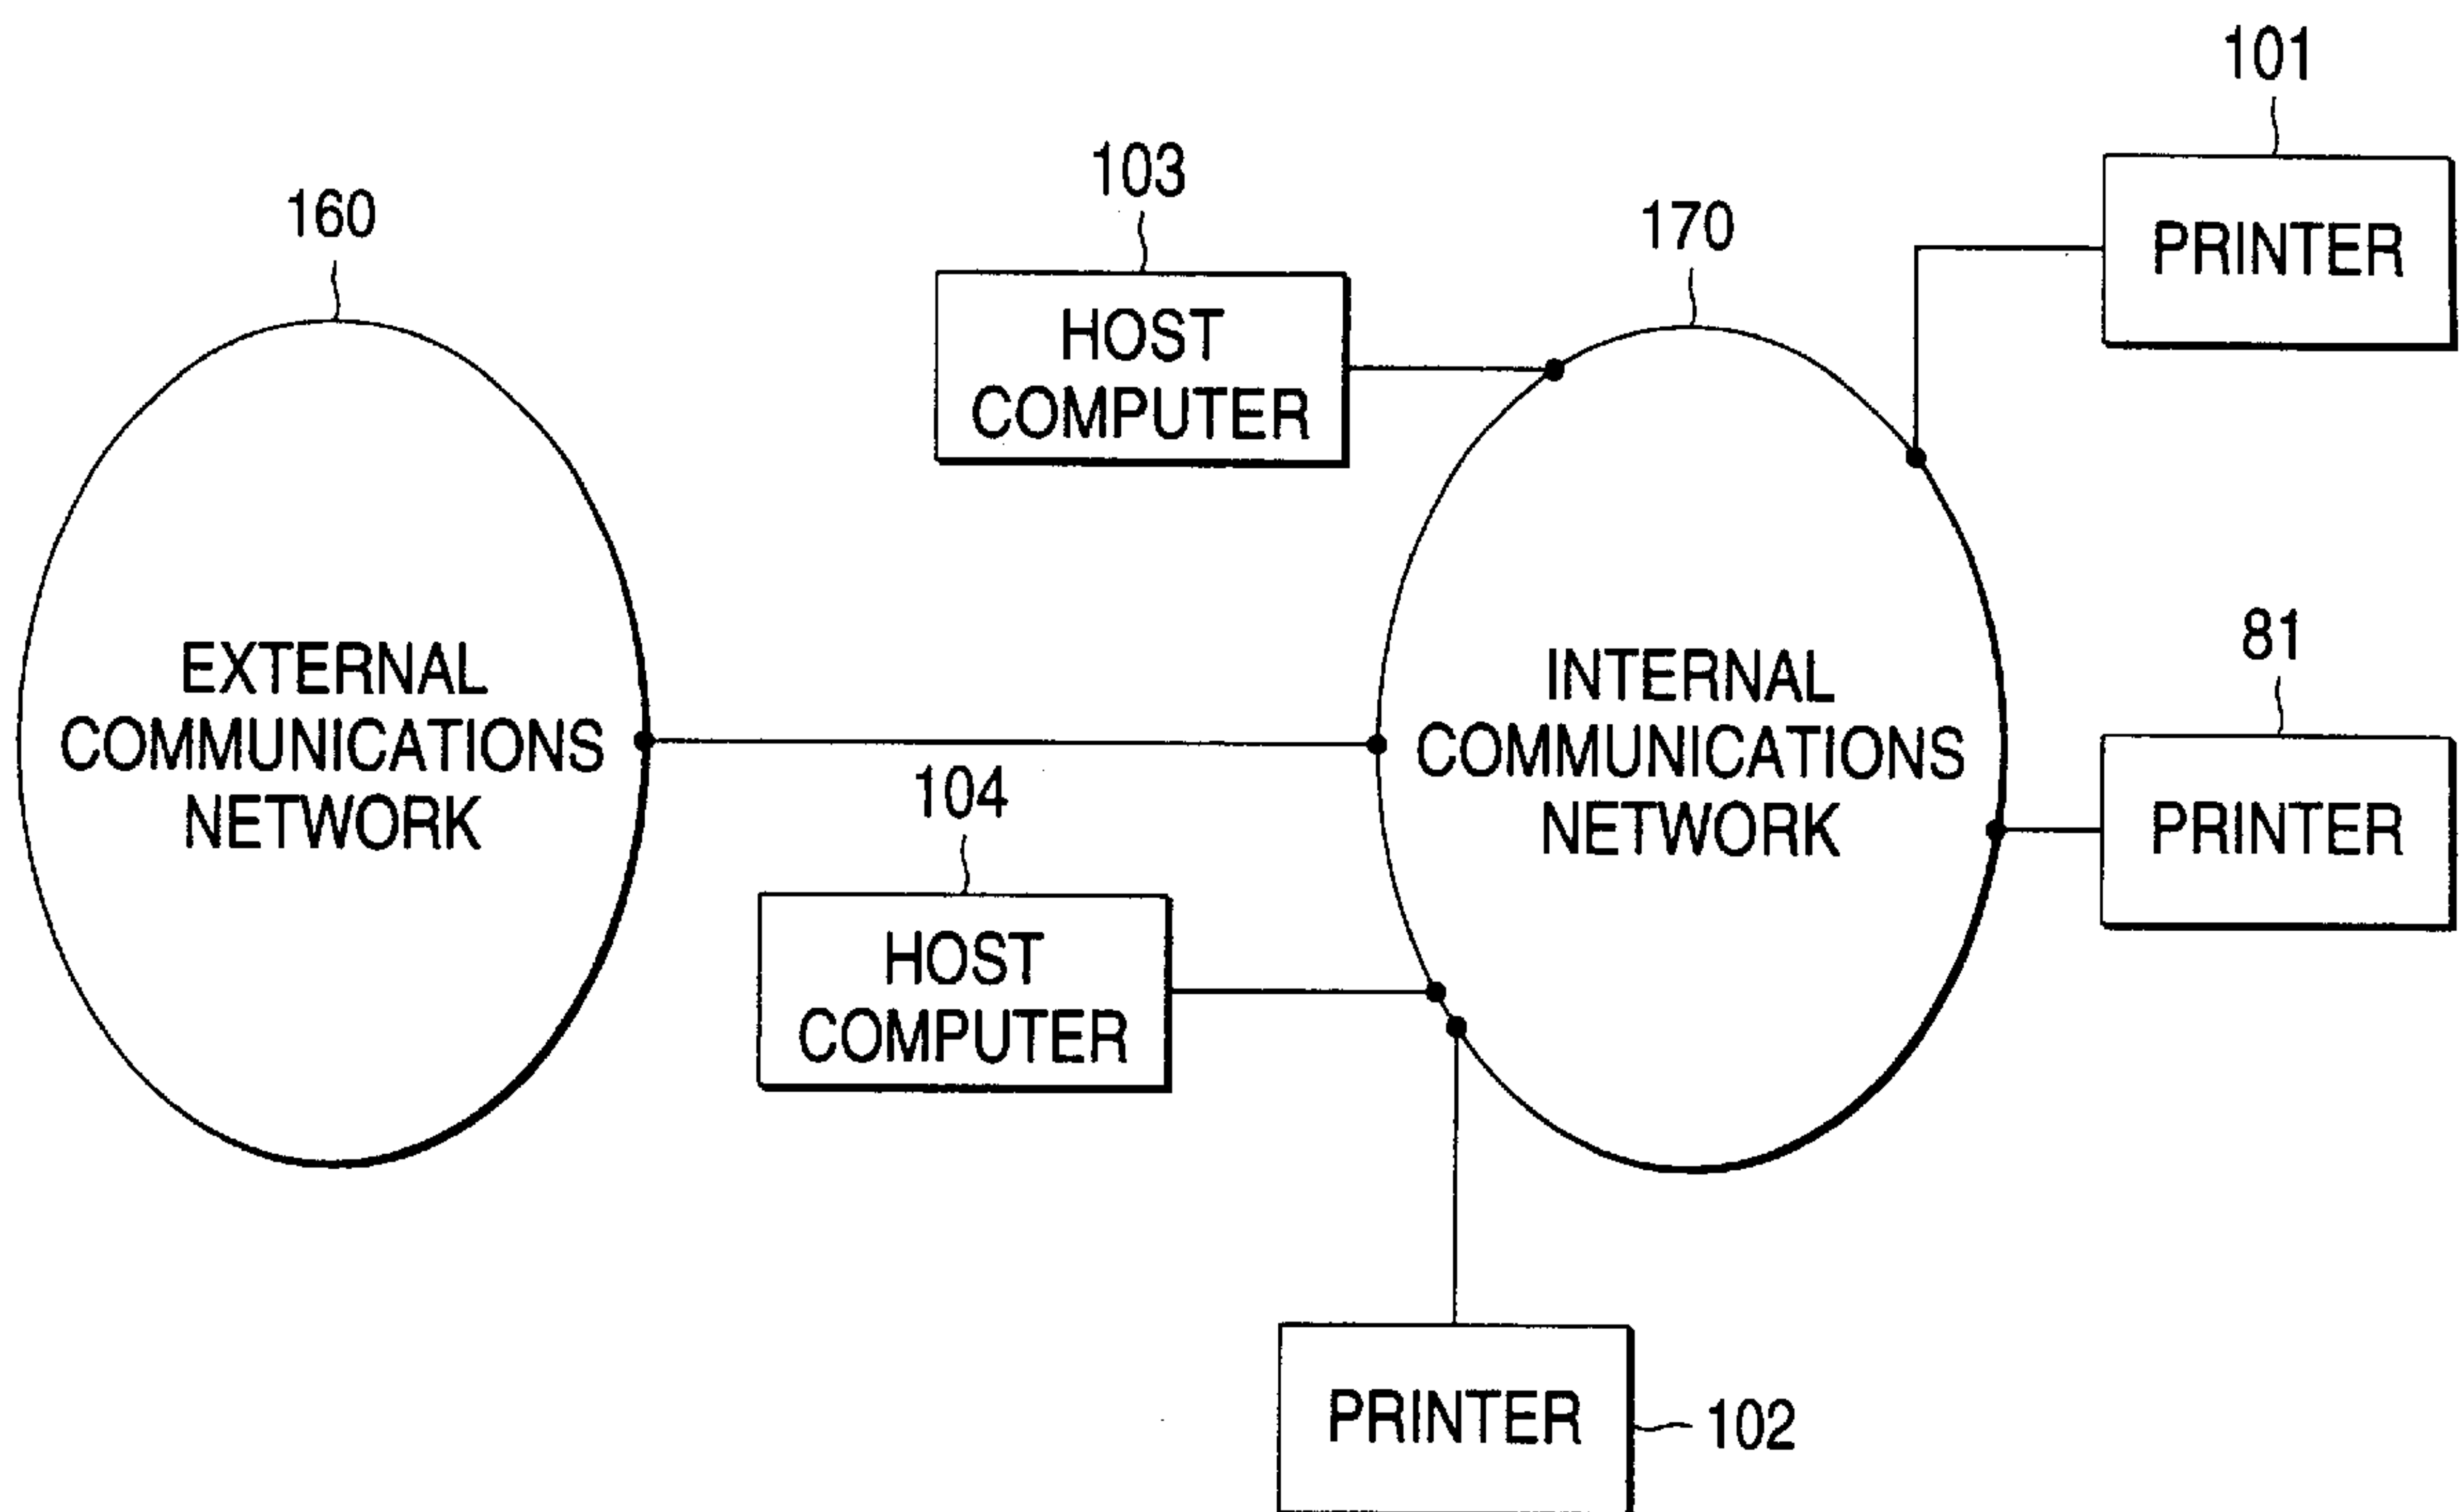 101
103
160
170
PRINTER
HOST
COMPUTER
81
EXTERNAL
COMMUNICATIONS
NETWORK
INTERNAL
COMMUNICATIONS
NETWORK
104
PRINTER
HOST
COMPUTER
PRINTER
102